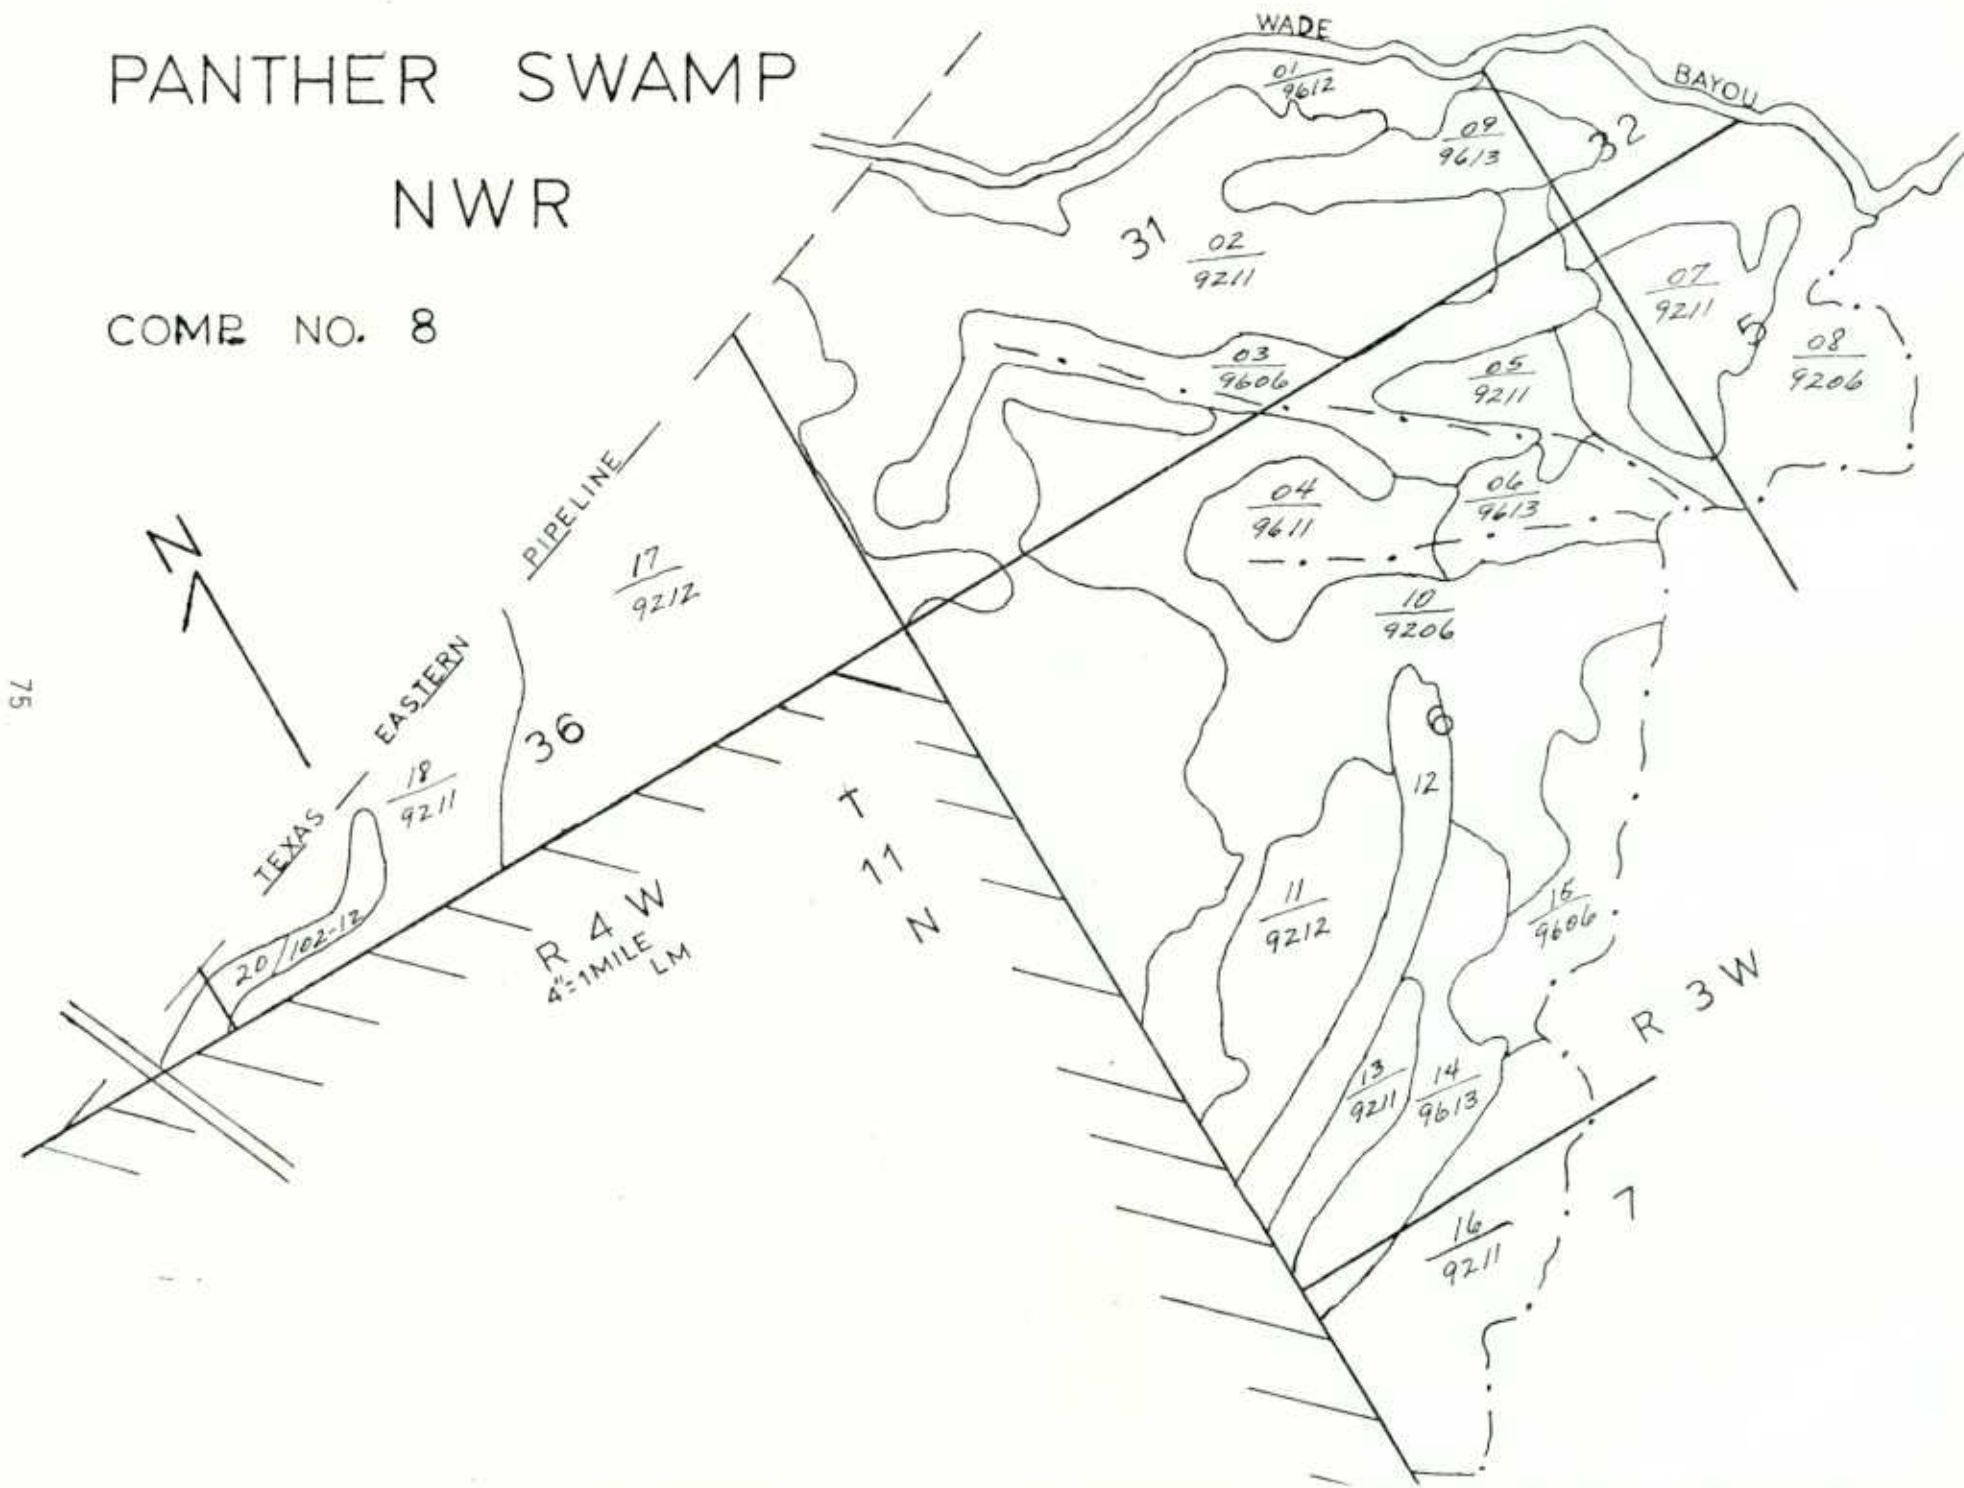 PANTHER SWAMP
NWR
COMP. NO. 8
WADE
BAYOU
01
9612
09
9613
32
31
02
9211
07
9211
5
08
9206
03
9606
05
9211
04
9611
06
9613
N
PIPELINE
17
9212
10
9206
EASTERN
36
6
12
18
9211
TEXAS
T
11
N
11
9212
15
9606
20/102-12
R 4 W
4"=1MILE
LM
R 3 W
13
9211
14
9613
7
16
9211
75